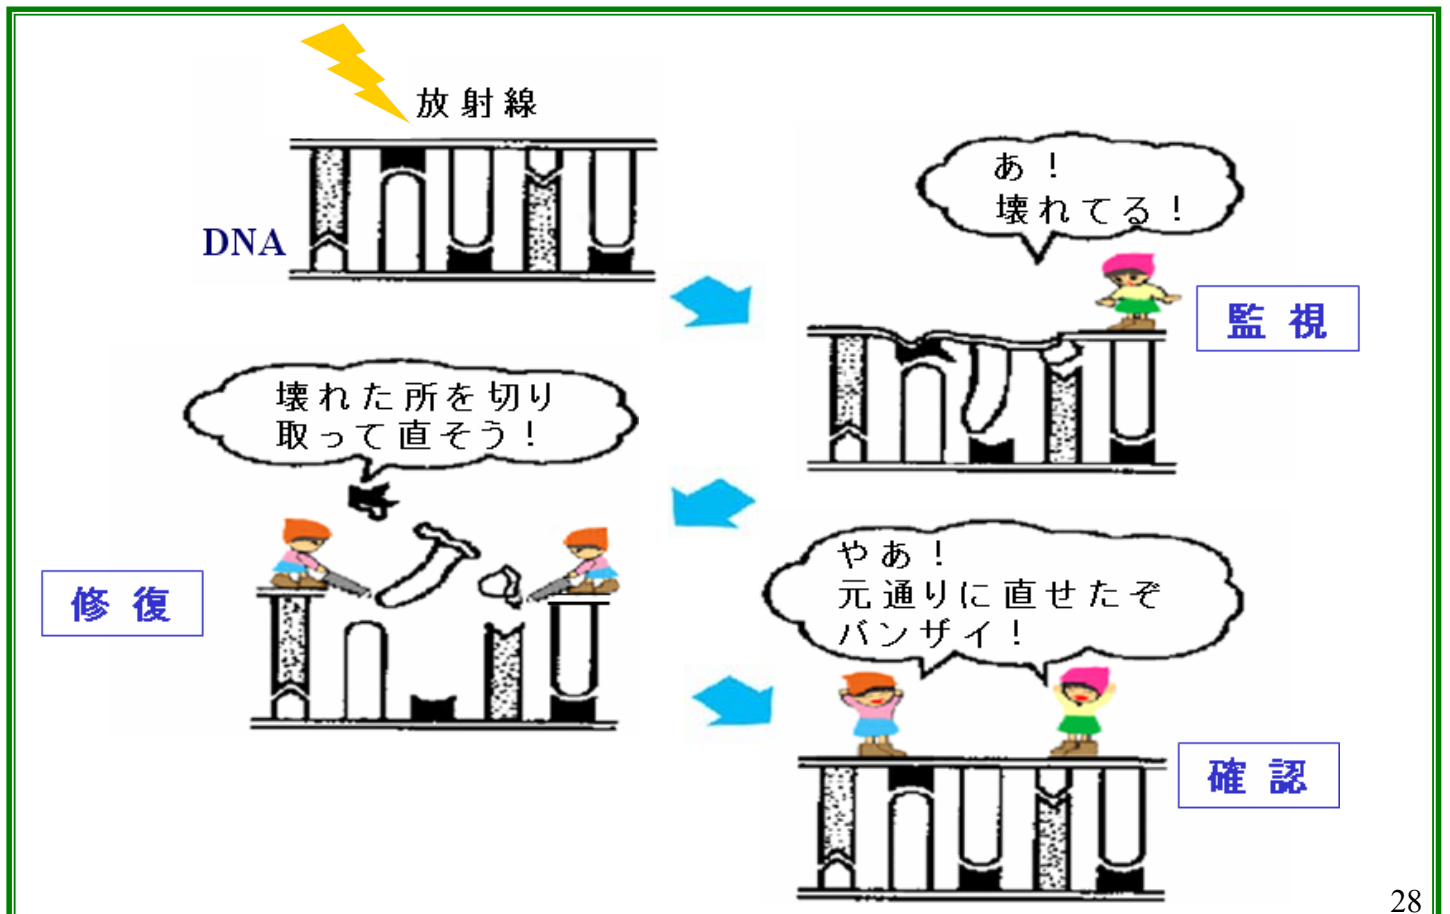 放射線
DNA
あ！
壊れてる！
監視
壊れた所を切り
取って直そう！
修復
やあ！
元通りに直せたぞ
バンザイ！
確認
28